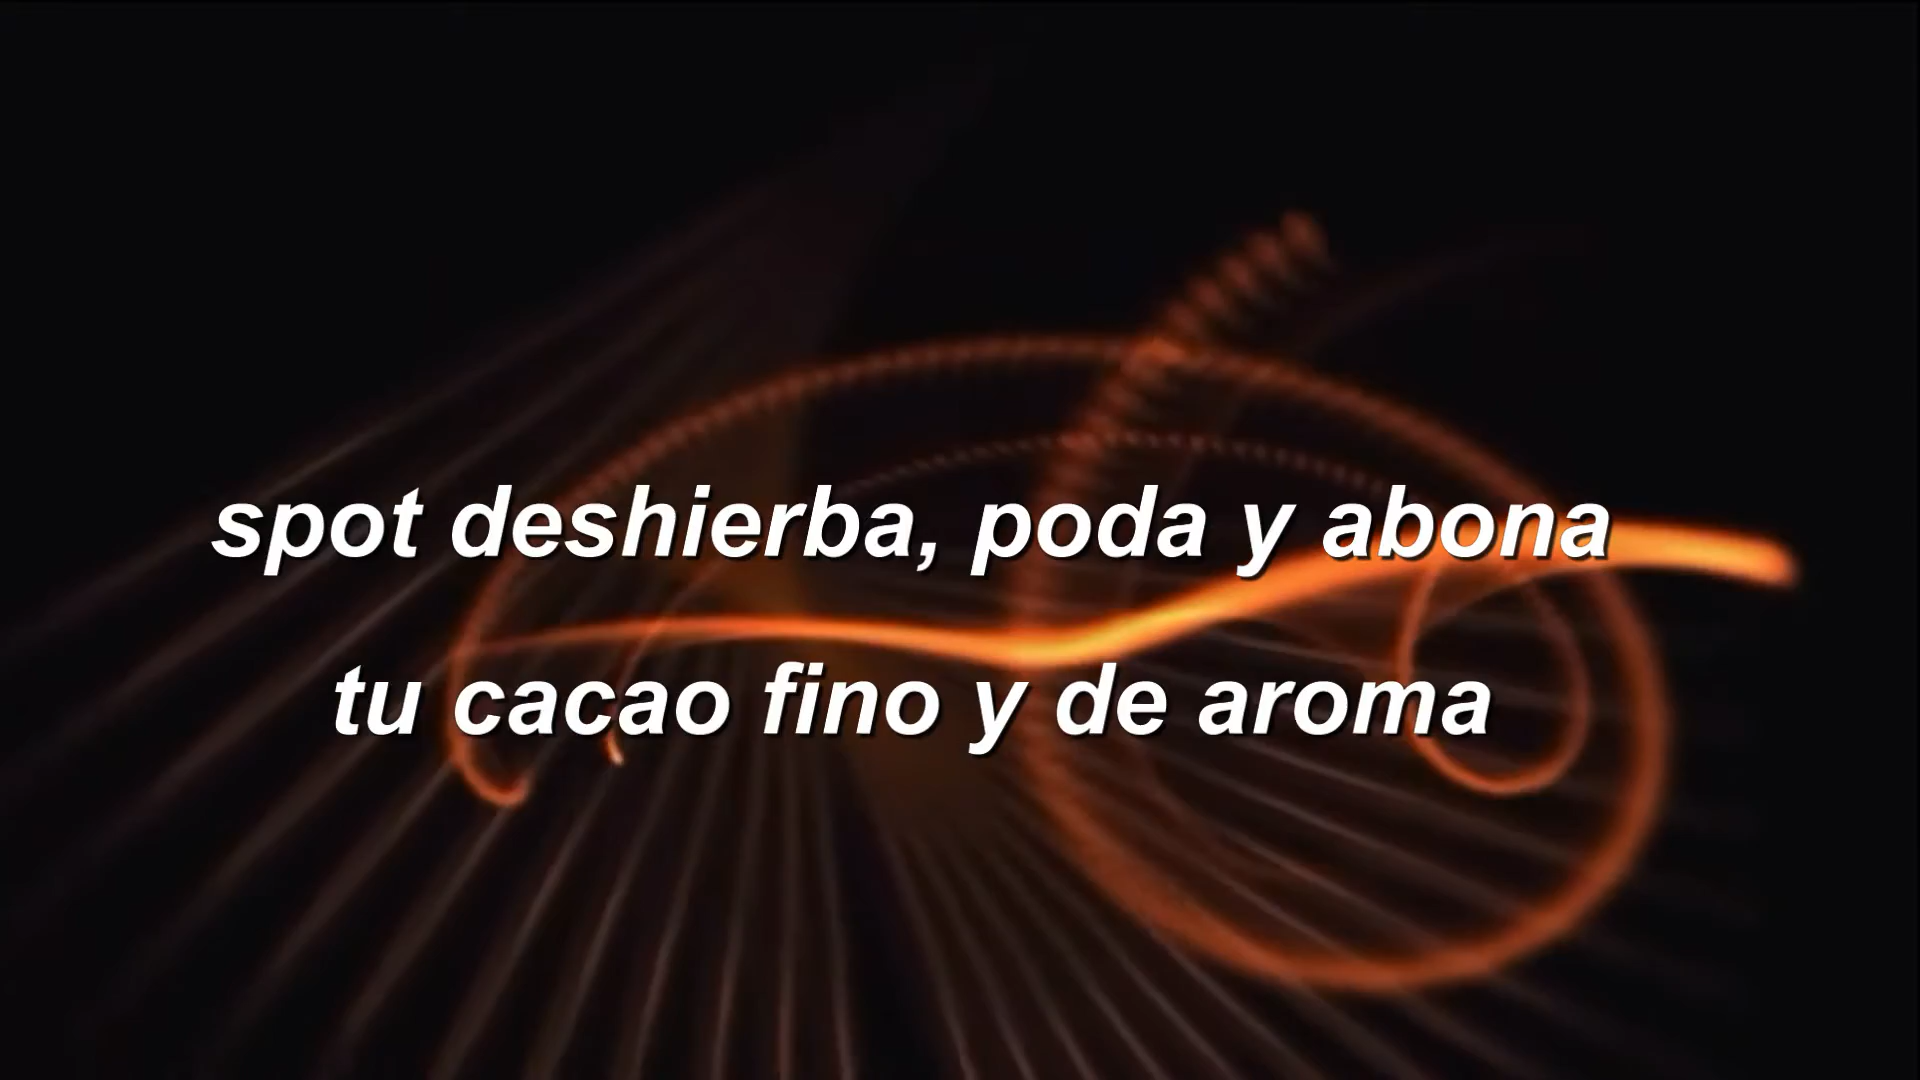 spot deshierba, poda y abona
tu cacao fino y de aroma